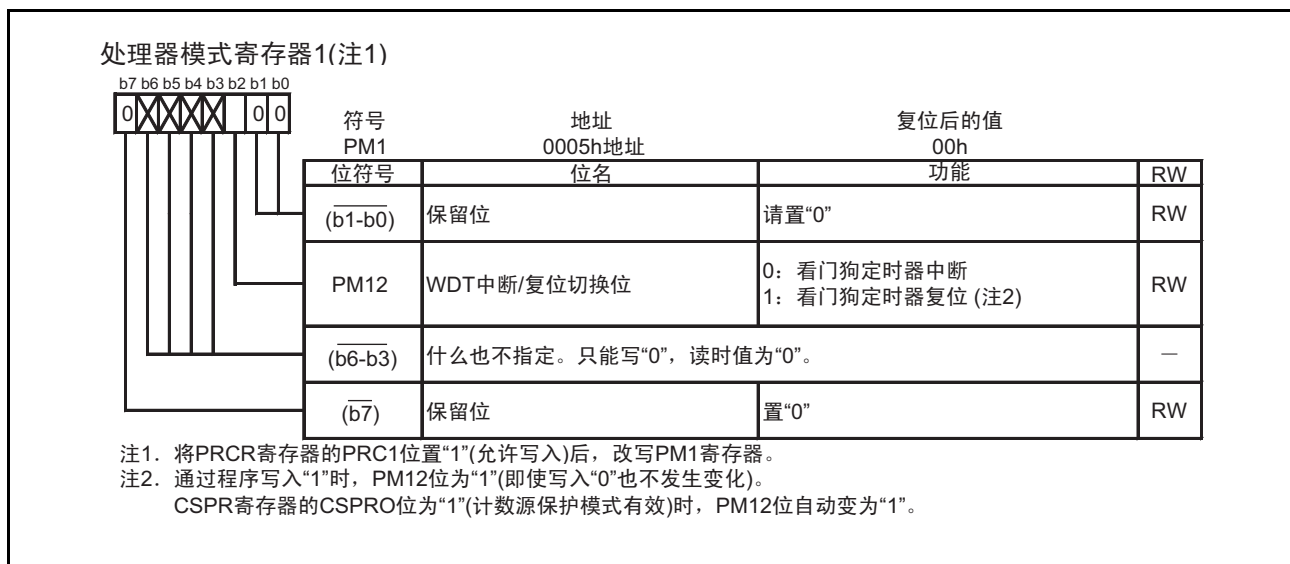 处理器模式寄存器1(注1)
b7 b6 b5 b4 b3 b2 b1 b0
0 0 0
符号 地址 复位后的值
PM1 0005h地址 00h
位符号 位名 功能 RW
(b1-b0) 保留位 请置“0” RW
PM12 WDT中断/复位切换位 0：看门狗定时器中断
1：看门狗定时器复位 (注2) RW
(b6-b3) 什么也不指定。只能写“0”，读时值为“0”。 —
(b7) 保留位 置“0” RW
注1．将PRCR寄存器的PRC1位置“1”(允许写入)后，改写PM1寄存器。
注2．通过程序写入“1”时，PM12位为“1”(即使写入“0”也不发生变化)。
CSPR寄存器的CSPRO位为“1”(计数源保护模式有效)时，PM12位自动变为“1”。